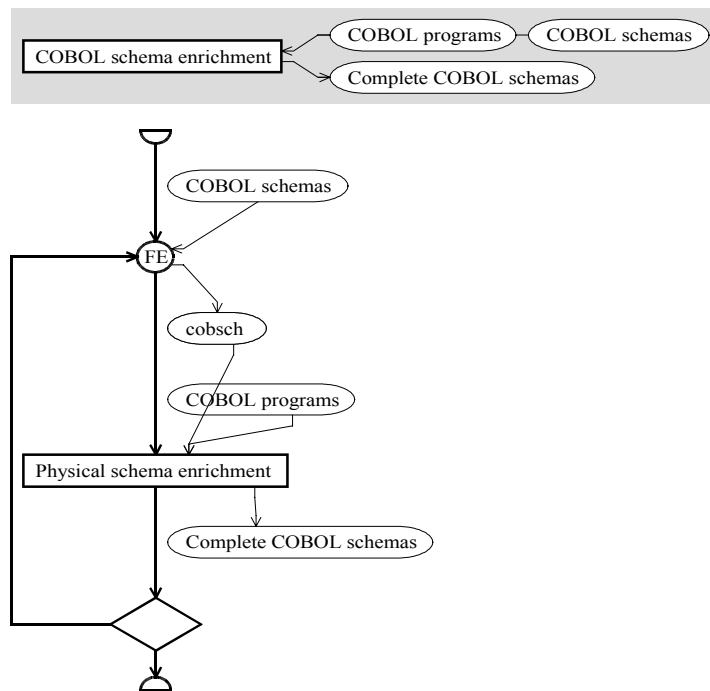 COBOL programs
COBOL schemas
COBOL schema enrichment
Complete COBOL schemas
COBOL schemas
FE
cobsch
COBOL programs
Physical schema enrichment
Complete COBOL schemas